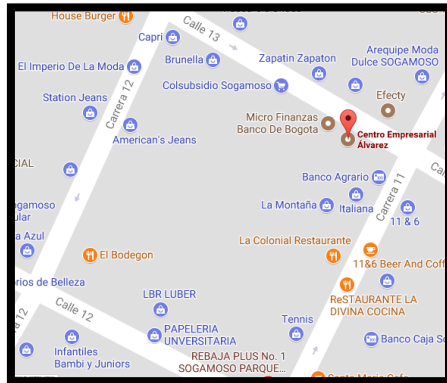 House Burger
Calle 13
Capri
El Imperio De La Moda
Brunella
Zapatin Zapaton
Arequipe Moda
Dulce SOGAMOSO
Colsubsidio Sogamoso
Station Jeans
Carrera 12
Efecty
Micro Finanzas
Banco De Bogota
Centro Empresarial
Álvarez
American's Jeans
CIAL
Banco Agrario
Carrera 11
ogamoso
ular
La Montaña
Italiana
11 & 6
a Azul
La Colonial Restaurante
El Bodegon
11&6 Beer And Coff
orios de Belleza
LBR LUBER
ReSTAURANTE LA
DIVINA COCINA
Calle 12
12
Tennis
PAPELERIA
UNVERSITARIA
Banco Caja So
Infantiles
Bambi y Juniors
REBAJA PLUS No. 1
SOGAMOSO PARQUE...